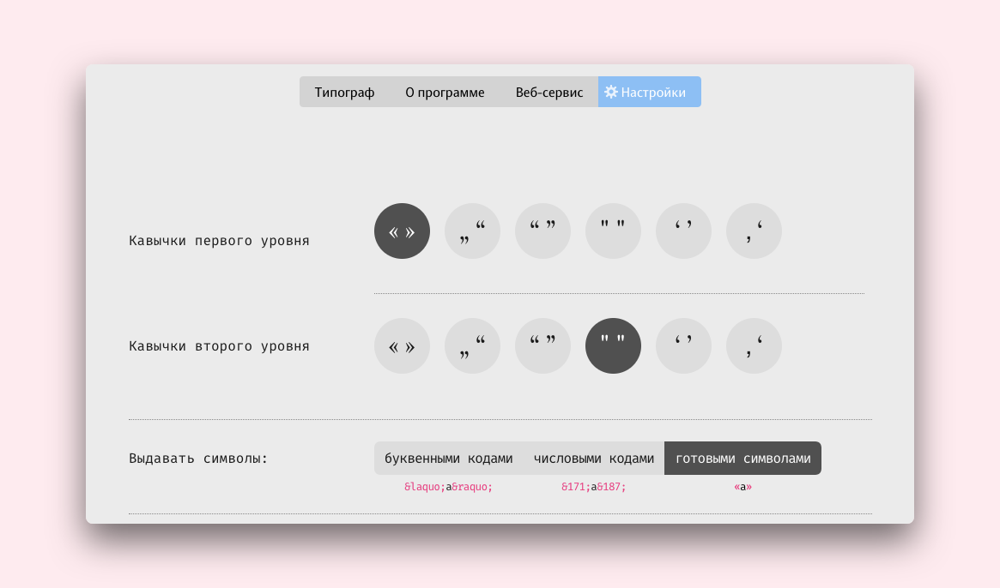 Типограф О программе Веб-сервис Настройки
Кавычки первого уровня « » „ “ “ ” " " ‘ ’ ‚ ‘
Кавычки второго уровня « » „ “ “ ” " " ‘ ’ ‚ ‘
Выдавать символы: буквенными кодами числовыми кодами готовыми символами
&laquo;a&raquo; &171;a&187; «а»